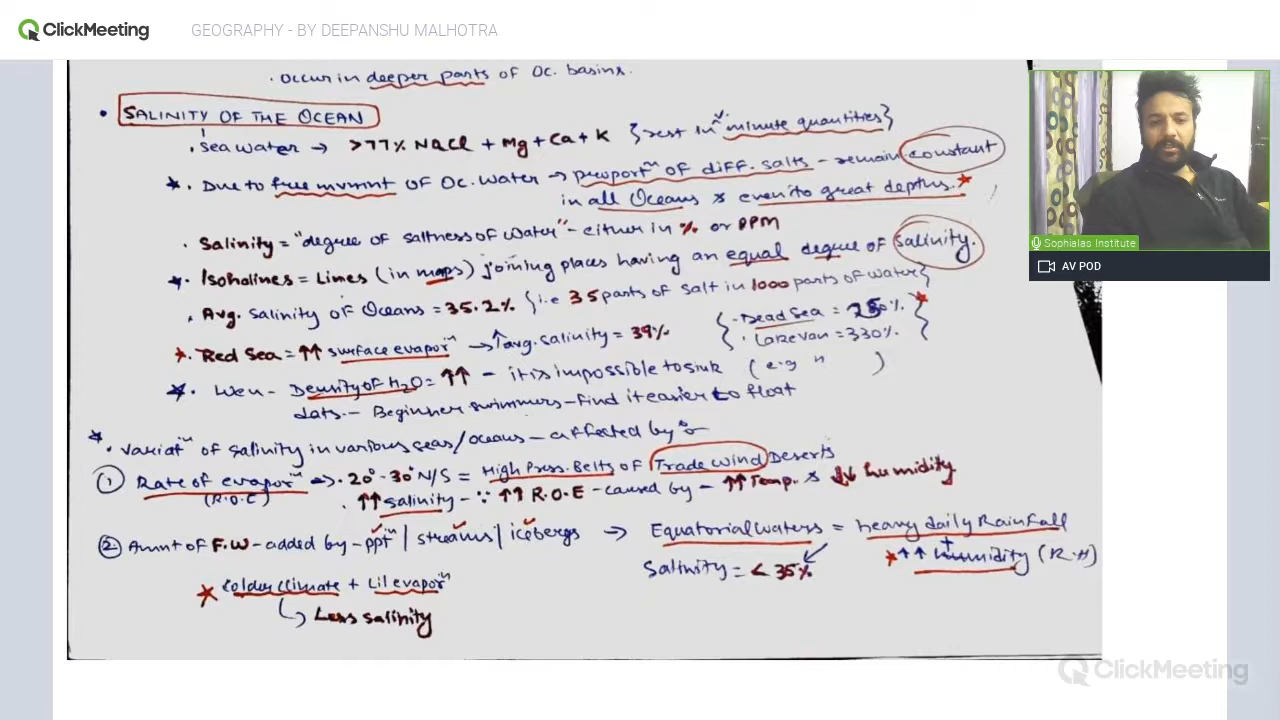 ClickMeeting
GEOGRAPHY - BY DEEPANSHU MALHOTRA
. Occur in deeper parts of Oc. basins.
• SALINITY OF THE OCEAN
. Sea water → >77% NaCl + Mg + Ca + K {rest in minute quantities}
* . Due to free mvmnt of Oc. Water → proportn of diff. salts – remain constant
in all Oceans & even to great depths. *
. Salinity = "degree of saltness of water" – either in % or PPM
* . Isohalines = Limes (in maps) joining places having an equal degree of salinity.
. Avg. Salinity of Oceans = 35.2% {i.e 35 parts of salt in 1000 parts of water}
* . Red Sea = ↑↑ surface evaporn → ↑ avg. salinity = 39%
{ . Dead Sea = 250% *
. Lake Van = 330% }
* . Wen – Density of H2O = ↑↑ – it is impossible to sink (e.g " )
dats. – Beginner swimmers – find it easier to float
* . Variatn of salinity in various seas/oceans – affected by :-
① Rate of evaporn → . 20° - 30° N/S = High Press. Belts of Trade wind Deserts
(R.O.E) . ↑↑ salinity – ∵ ↑↑ R.O.E – caused by – ↑↑ Temp. & ↓↓ humidity
② Amnt of F.W – added by – pptn / streams / icebergs → Equatorial waters = heavy daily RainFall
+
* Colder climate + Lil evaporn Salinity = < 35% * ↑↑ humidity (R.H)
↳ Less salinity
Sophialas Institute
AV POD
ClickMeeting